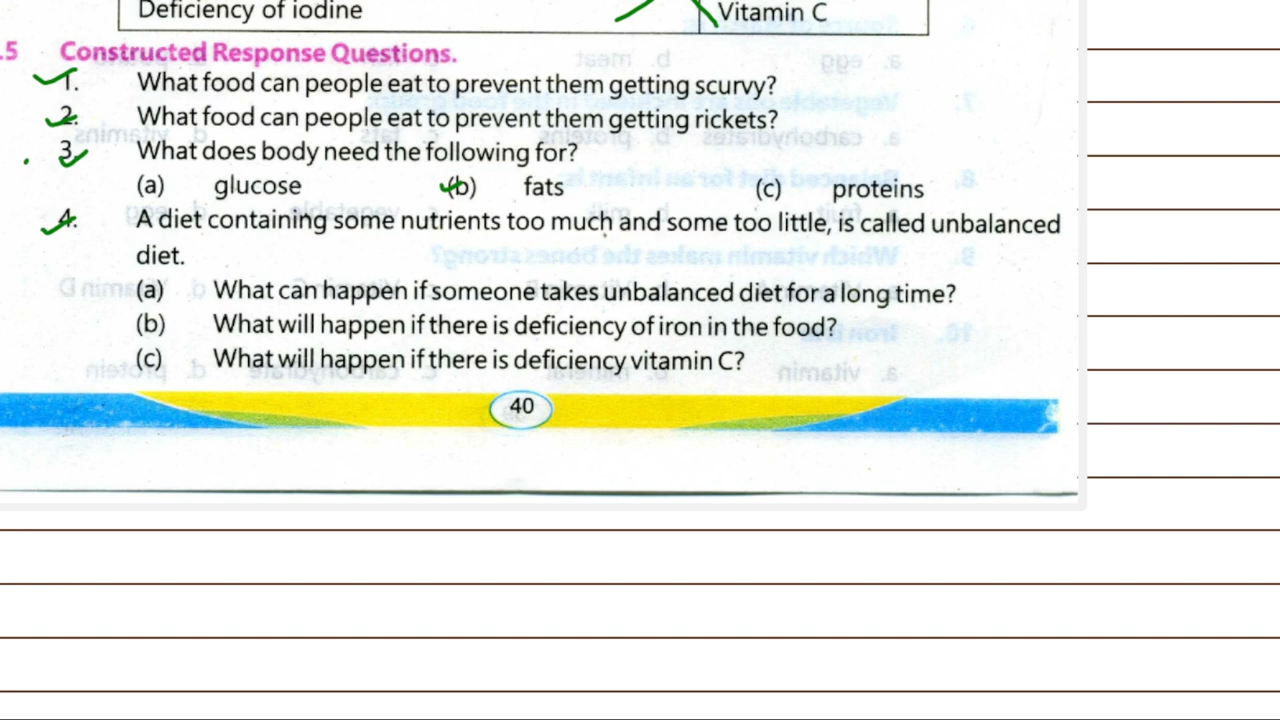 Deficiency of iodine Vitamin C
.5 Constructed Response Questions.
1. What food can people eat to prevent them getting scurvy?
2. What food can people eat to prevent them getting rickets?
3. What does body need the following for?
(a) glucose (b) fats (c) proteins
4. A diet containing some nutrients too much and some too little, is called unbalanced
diet.
(a) What can happen if someone takes unbalanced diet for a long time?
(b) What will happen if there is deficiency of iron in the food?
(c) What will happen if there is deficiency vitamin C?
40